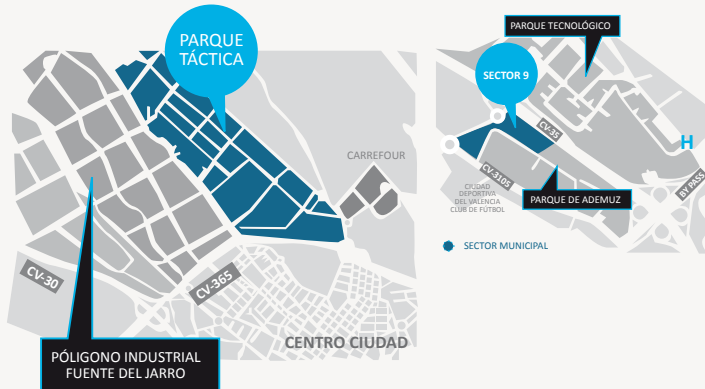 PARQUE
TÁCTICA
CARREFOUR
CV-30
CV-365
CENTRO CIUDAD
PÓLIGONO INDUSTRIAL
FUENTE DEL JARRO
PARQUE TECNOLÓGICO
SECTOR 9
CV-35
H
CV-3105
BY PASS
CIUDAD
DEPORTIVA
DEL VALENCIA
CLUB DE FÚTBOL
PARQUE DE ADEMUZ
SECTOR MUNICIPAL